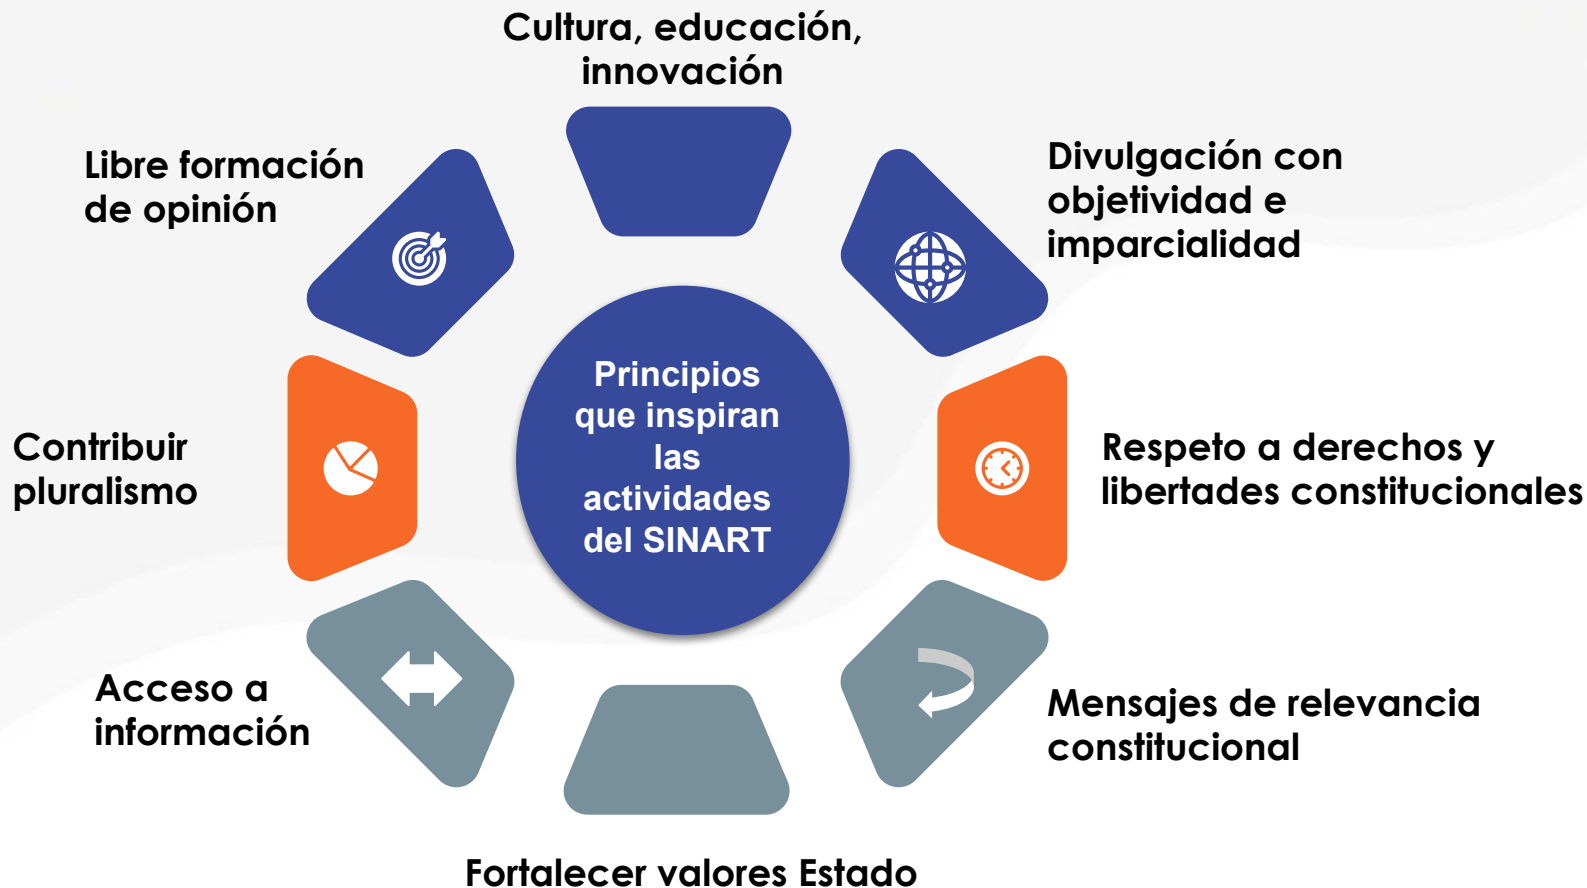 Cultura, educación,
innovación
Libre formación
de opinión
Divulgación con
objetividad e
imparcialidad
Principios
que inspiran
las
actividades
del SINART
Contribuir
pluralismo
Respeto a derechos y
libertades constitucionales
Acceso a
información
Mensajes de relevancia
constitucional
Fortalecer valores Estado